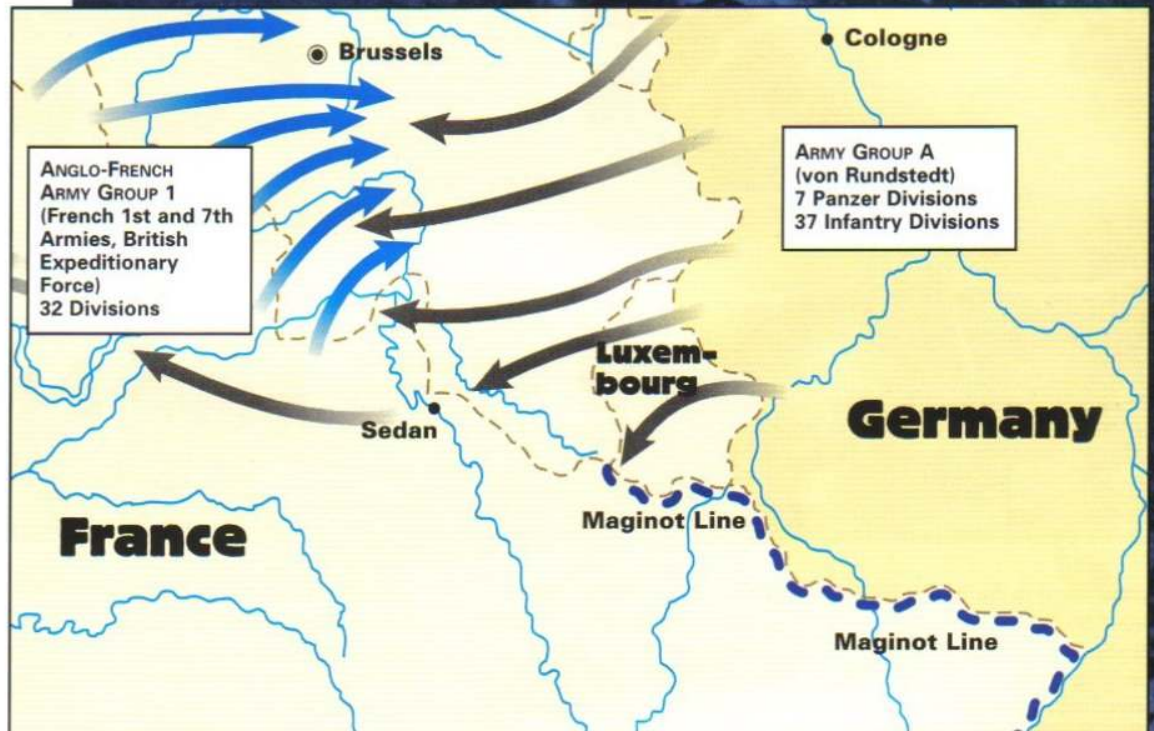 Brussels
Cologne
ANGLO-FRENCH
ARMY GROUP 1
(French 1st and 7th
Armies, British
Expeditionary
Force)
32 Divisions
ARMY GROUP A
(von Rundstedt)
7 Panzer Divisions
37 Infantry Divisions
Luxem-
bourg
Germany
Sedan
France
Maginot Line
Maginot Line